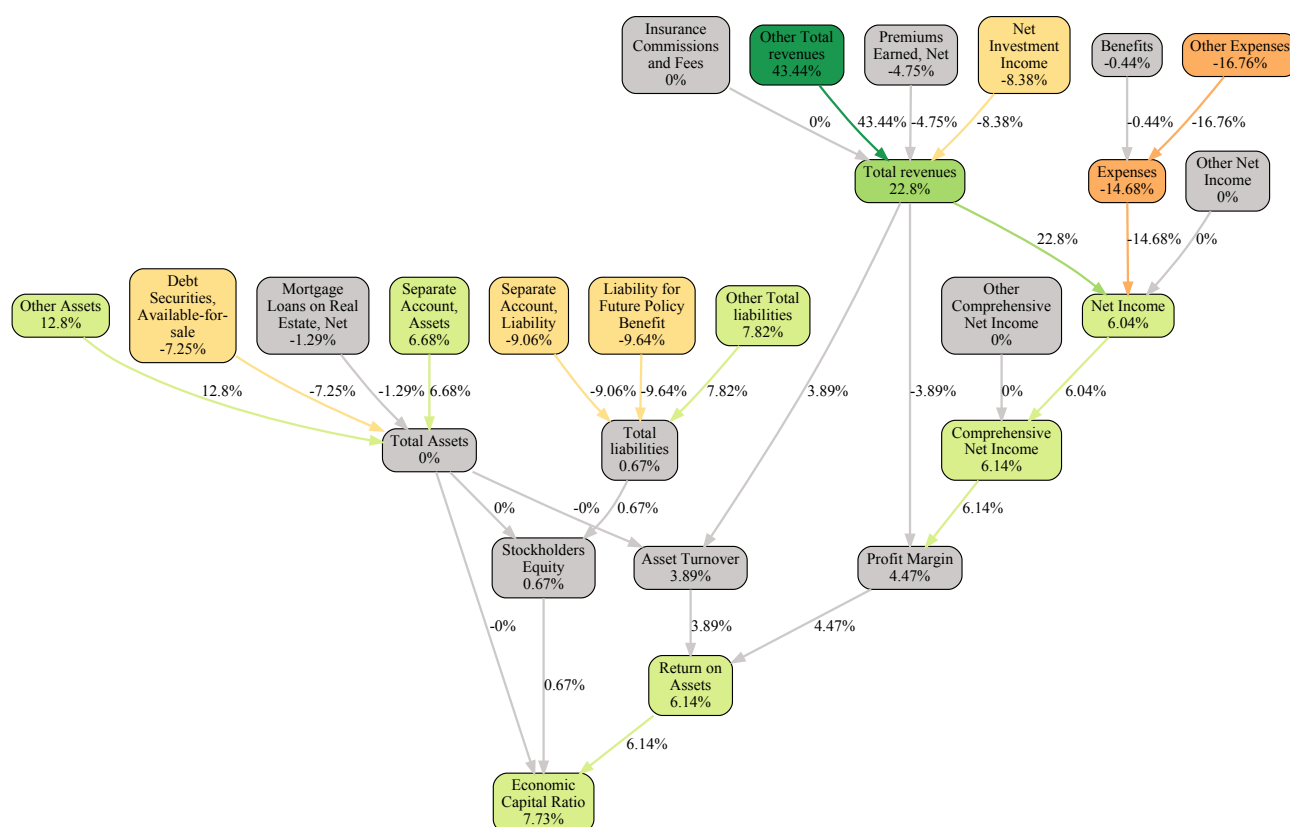 Insurance
Commissions
and Fees
0%
Other Total
revenues
43.44%
Premiums
Earned, Net
-4.75%
Net
Investment
Income
-8.38%
Benefits
-0.44%
Other Expenses
-16.76%
0%
43.44%
-4.75%
-8.38%
-0.44%
-16.76%
Total revenues
22.8%
Expenses
-14.68%
Other Net
Income
0%
22.8%
-14.68%
0%
Other Assets
12.8%
Debt
Securities,
Available-for-
sale
-7.25%
Mortgage
Loans on Real
Estate, Net
-1.29%
Separate
Account,
Assets
6.68%
Separate
Account,
Liability
-9.06%
Liability for
Future Policy
Benefit
-9.64%
Other Total
liabilities
7.82%
Other
Comprehensive
Net Income
0%
Net Income
6.04%
12.8%
-7.25%
-1.29%
6.68%
-9.06%
-9.64%
7.82%
3.89%
-3.89%
0%
6.04%
Total Assets
0%
Total
liabilities
0.67%
Comprehensive
Net Income
6.14%
0%
-0%
0.67%
6.14%
Stockholders
Equity
0.67%
Asset Turnover
3.89%
Profit Margin
4.47%
-0%
3.89%
4.47%
0.67%
Return on
Assets
6.14%
6.14%
Economic
Capital Ratio
7.73%